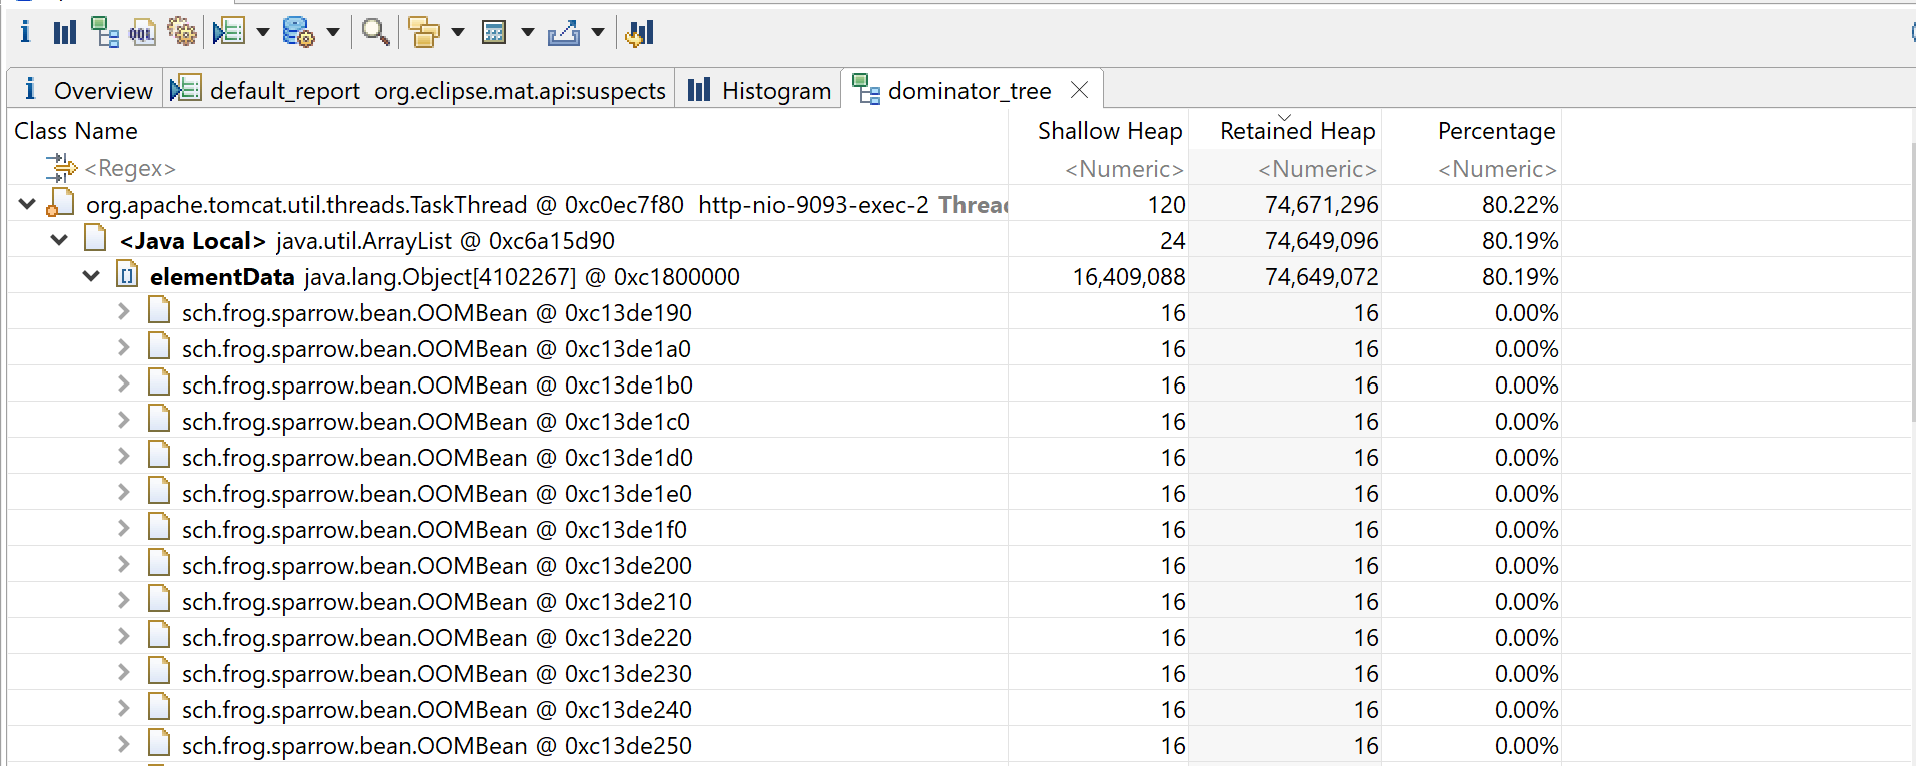 i OQL
i Overview default_report org.eclipse.mat.api:suspects Histogram dominator_tree
Class Name Shallow Heap Retained Heap Percentage
<Regex> <Numeric> <Numeric> <Numeric>
org.apache.tomcat.util.threads.TaskThread @ 0xc0ec7f80 http-nio-9093-exec-2 Threa 120 74,671,296 80.22%
<Java Local> java.util.ArrayList @ 0xc6a15d90 24 74,649,096 80.19%
[] elementData java.lang.Object[4102267] @ 0xc1800000 16,409,088 74,649,072 80.19%
sch.frog.sparrow.bean.OOMBean @ 0xc13de190 16 16 0.00%
sch.frog.sparrow.bean.OOMBean @ 0xc13de1a0 16 16 0.00%
sch.frog.sparrow.bean.OOMBean @ 0xc13de1b0 16 16 0.00%
sch.frog.sparrow.bean.OOMBean @ 0xc13de1c0 16 16 0.00%
sch.frog.sparrow.bean.OOMBean @ 0xc13de1d0 16 16 0.00%
sch.frog.sparrow.bean.OOMBean @ 0xc13de1e0 16 16 0.00%
sch.frog.sparrow.bean.OOMBean @ 0xc13de1f0 16 16 0.00%
sch.frog.sparrow.bean.OOMBean @ 0xc13de200 16 16 0.00%
sch.frog.sparrow.bean.OOMBean @ 0xc13de210 16 16 0.00%
sch.frog.sparrow.bean.OOMBean @ 0xc13de220 16 16 0.00%
sch.frog.sparrow.bean.OOMBean @ 0xc13de230 16 16 0.00%
sch.frog.sparrow.bean.OOMBean @ 0xc13de240 16 16 0.00%
sch.frog.sparrow.bean.OOMBean @ 0xc13de250 16 16 0.00%